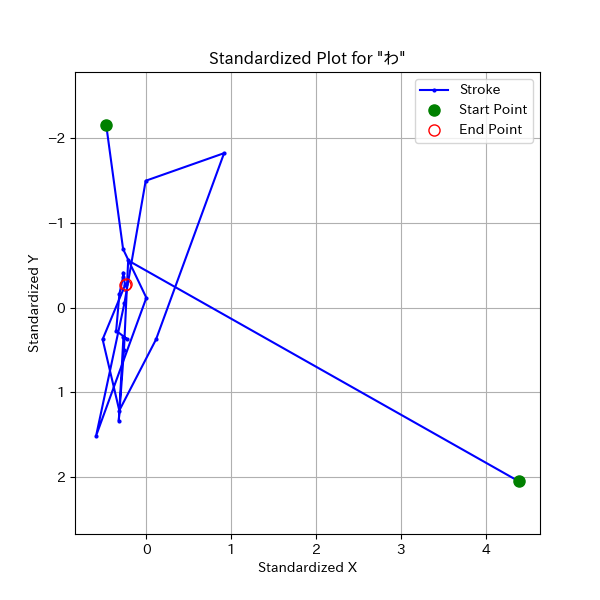 Standardized Plot for "わ"
Stroke
Start Point
End Point
Standardized Y
−2
−1
0
1
2
0 1 2 3 4
Standardized X